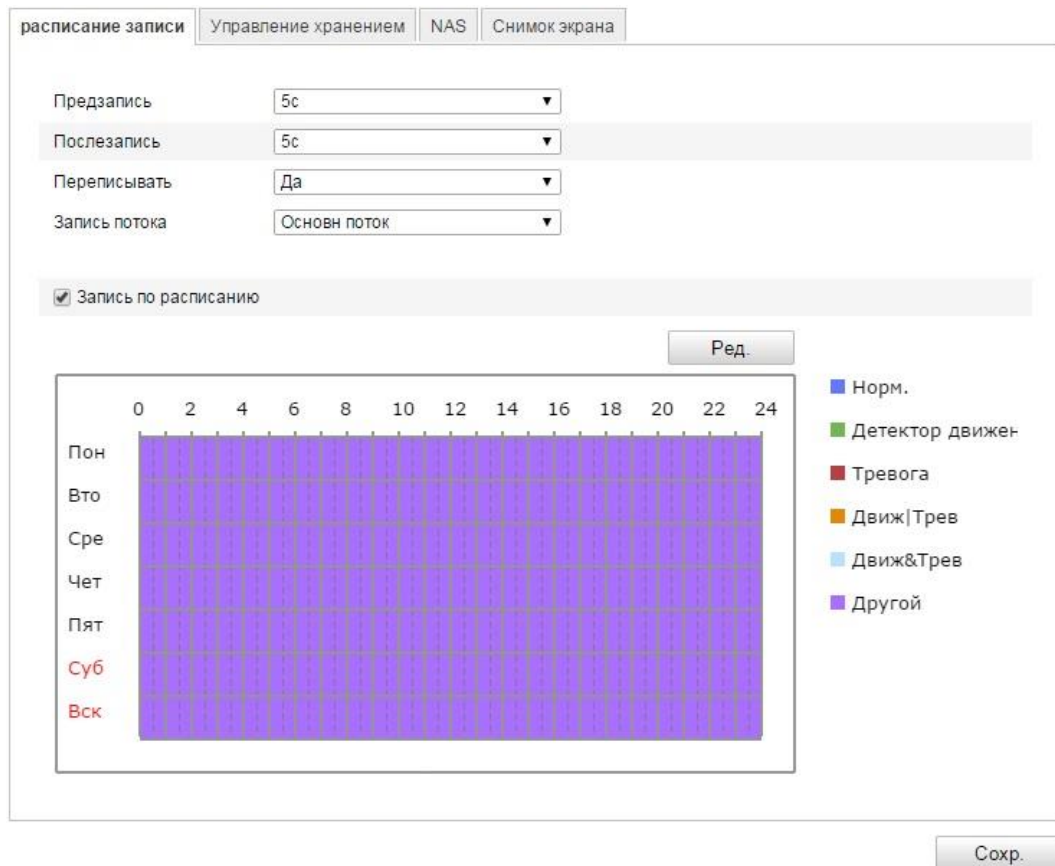 расписание записи Управление хранением NAS Снимок экрана
Предзапись 5с
Послезапись 5с
Переписывать Да
Запись потока Основн поток
Запись по расписанию
Ред.
0 2 4 6 8 10 12 14 16 18 20 22 24
Пон
Вто
Сре
Чет
Пят
Суб
Вск
Норм.
Детектор движен
Тревога
Движ|Трев
Движ&Трев
Другой
Сохр.